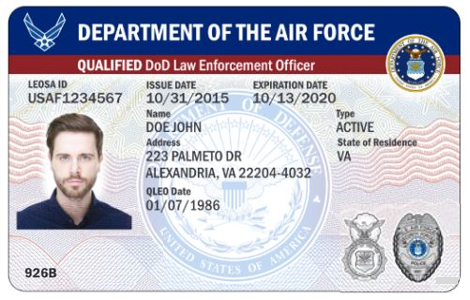 DEPARTMENT OF THE AIR FORCE
QUALIFIED DoD Law Enforcement Officer
LEOSA ID
USAF1234567
ISSUE DATE
10/31/2015
EXPIRATION DATE
10/13/2020
Name
DOE JOHN
Type
ACTIVE
Address
223 PALMETO DR
ALEXANDRIA, VA 22204-4032
State of Residence
VA
QLEO Date
01/07/1986
DEPARTMENT OF DEFENSE
UNITED STATES OF AMERICA
POLICE
926B